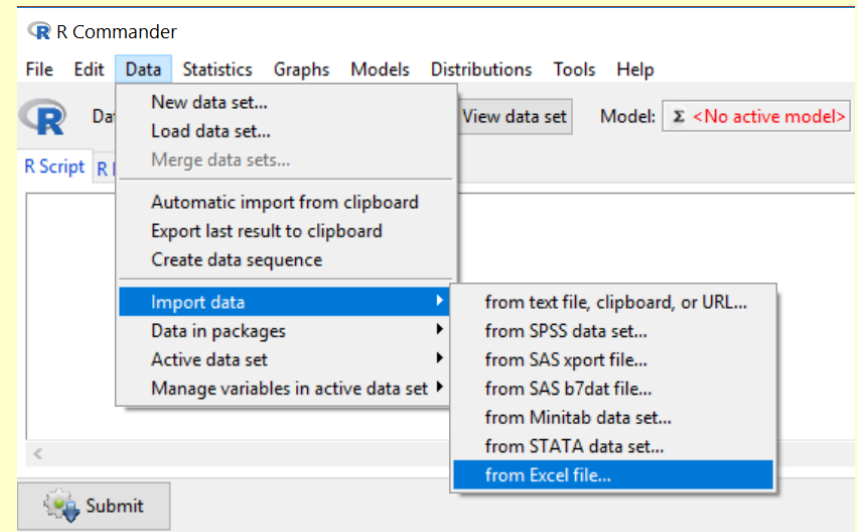 R R Commander
File Edit Data Statistics Graphs Models Distributions Tools Help
R New data set... View data set Model: Σ <No active model>
Load data set...
Merge data sets...
R Script
Automatic import from clipboard
Export last result to clipboard
Create data sequence
Import data
Data in packages
Active data set
Manage variables in active data set
from text file, clipboard, or URL...
from SPSS data set...
from SAS xport file...
from SAS b7dat file...
from Minitab data set...
from STATA data set...
from Excel file...
Submit